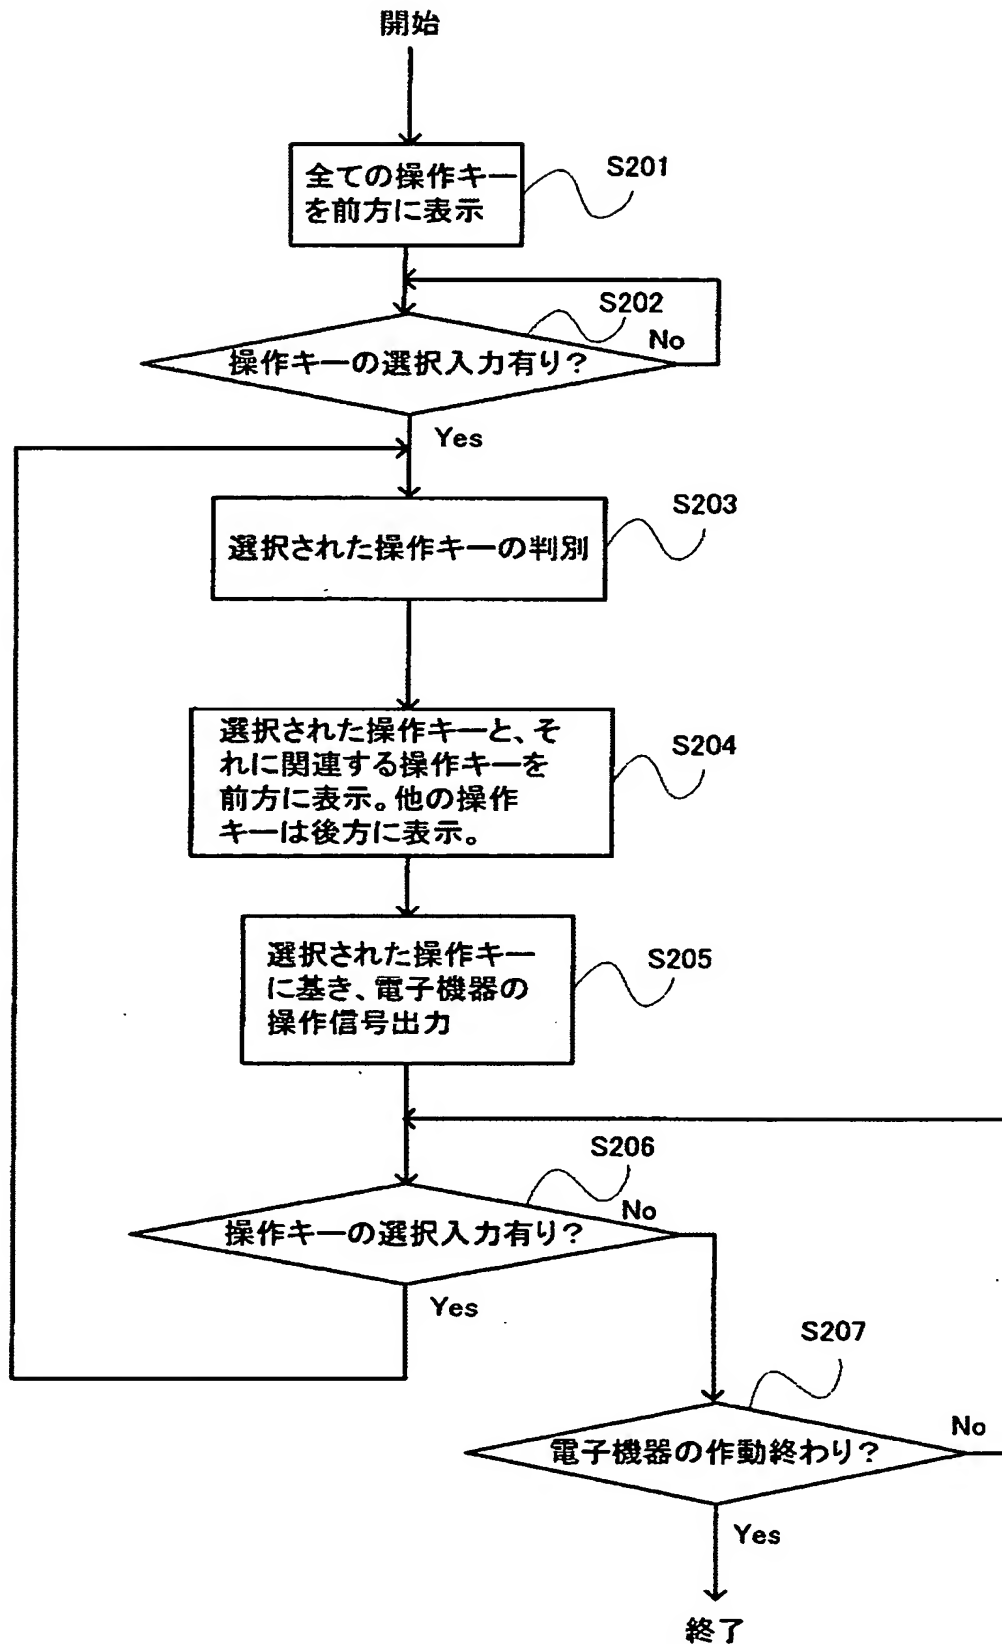 開始
全ての操作キー
を前方に表示
S201
S202
No
操作キーの選択入力有り?
Yes
S203
選択された操作キーの判別
選択された操作キーと、そ
れに関連する操作キーを
前方に表示。他の操作
キーは後方に表示。
S204
選択された操作キー
に基き、電子機器の
操作信号出力
S205
S206
No
操作キーの選択入力有り?
Yes
S207
No
電子機器の作動終わり?
Yes
終了